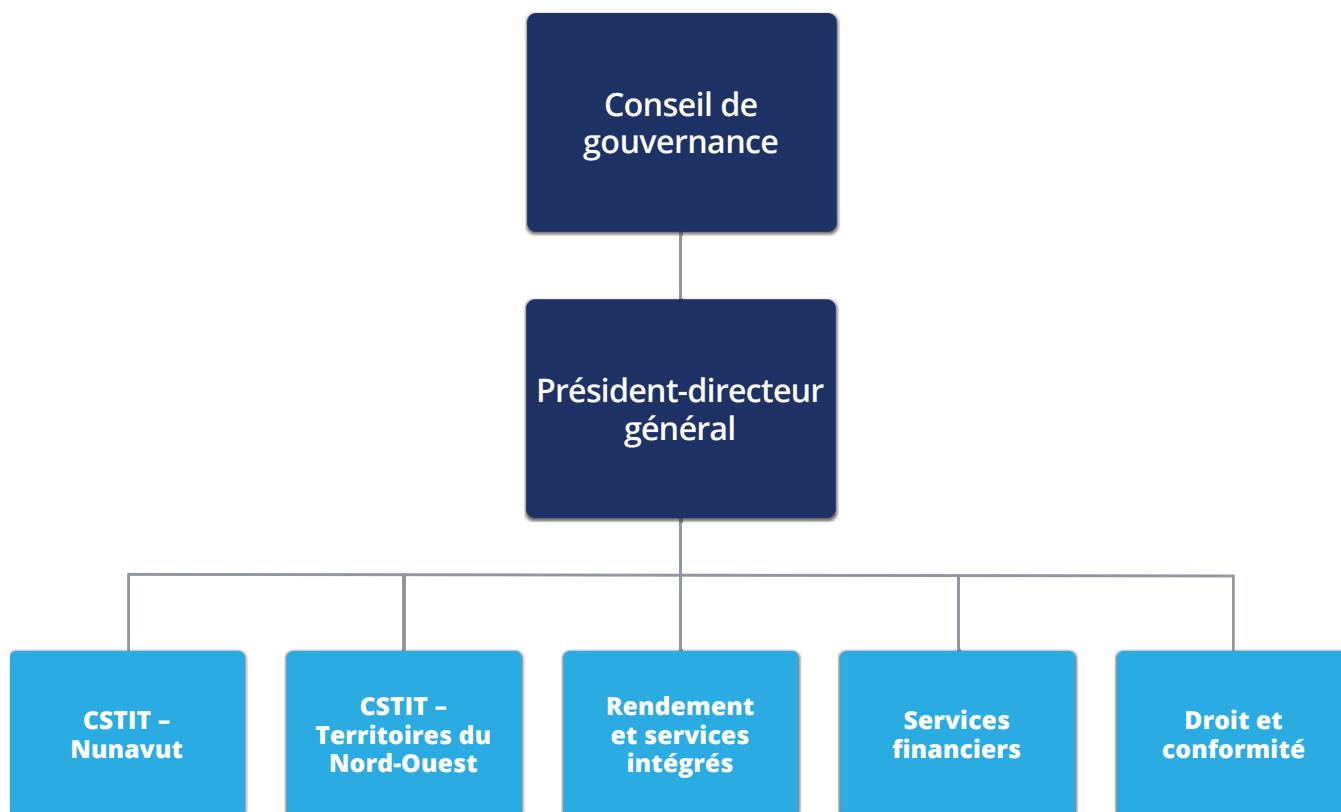 Conseil de
gouvernance
Président-directeur
général
CSTIT –
Nunavut
CSTIT –
Territoires du
Nord-Ouest
Rendement
et services
intégrés
Services
financiers
Droit et
conformité